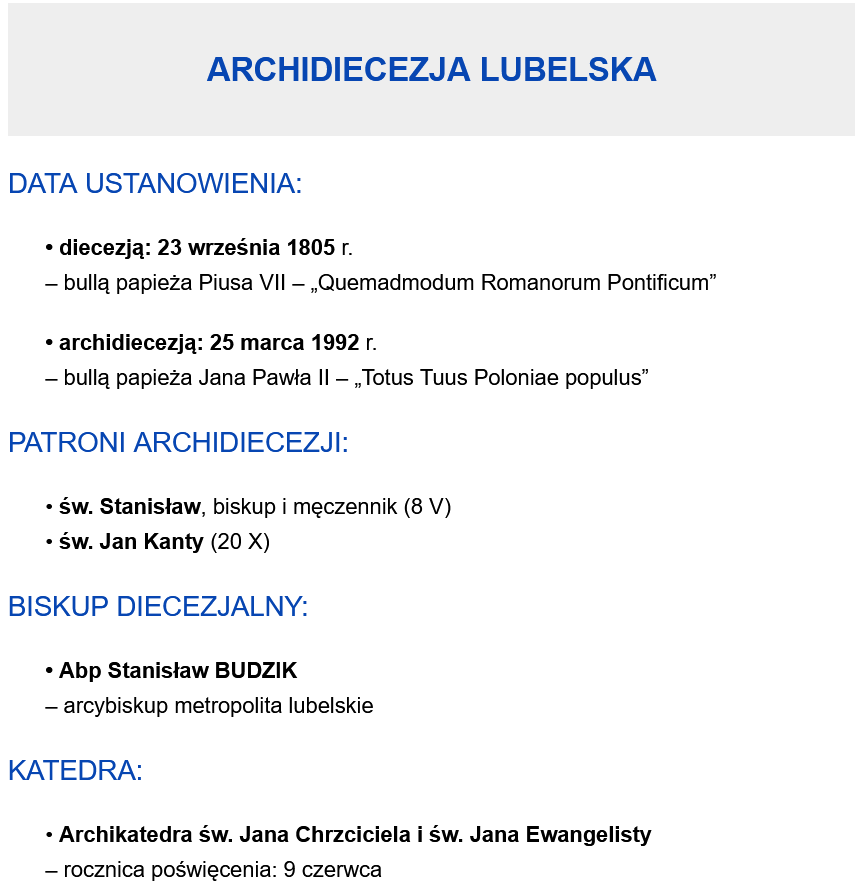 ARCHIDIECEZJA LUBELSKA
DATA USTANOWIENIA:
• diecezją: 23 września 1805 r.
– bullą papieża Piusa VII – „Quemadmodum Romanorum Pontificum”
• archidiecezją: 25 marca 1992 r.
– bullą papieża Jana Pawła II – „Totus Tuus Poloniae populus”
PATRONI ARCHIDIECEZJI:
• św. Stanisław, biskup i męczennik (8 V)
• św. Jan Kanty (20 X)
BISKUP DIECEZJALNY:
• Abp Stanisław BUDZIK
– arcybiskup metropolita lubelskie
KATEDRA:
• Archikatedra św. Jana Chrzciciela i św. Jana Ewangelisty
– rocznica poświęcenia: 9 czerwca